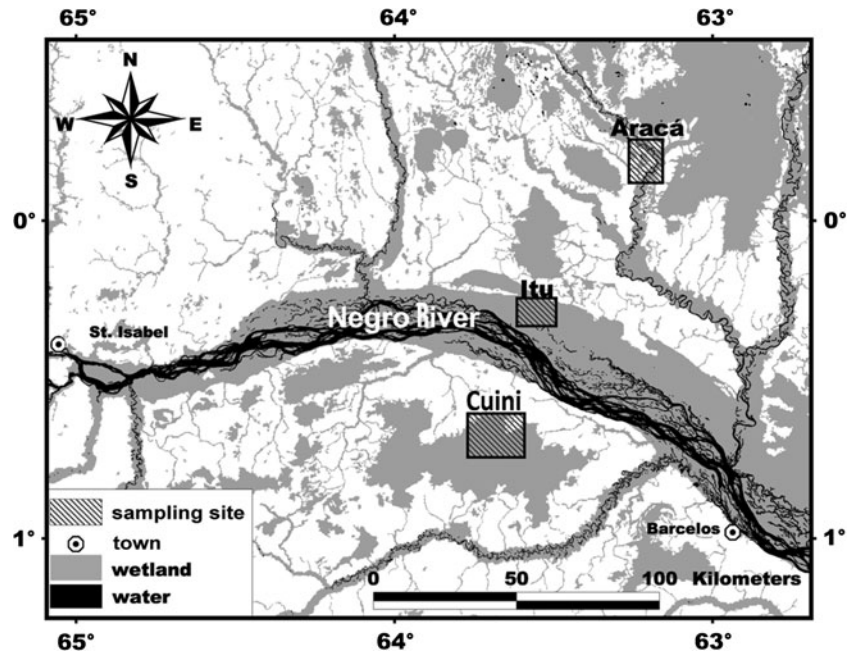 65°
64°
63°
N
W
E
S
Aracá
0°
0°
Itu
Negro River
St. Isabel
Cuini
sampling site
town
wetland
water
1°
1°
Barcelos
0
50
100
Kilometers
65°
64°
63°